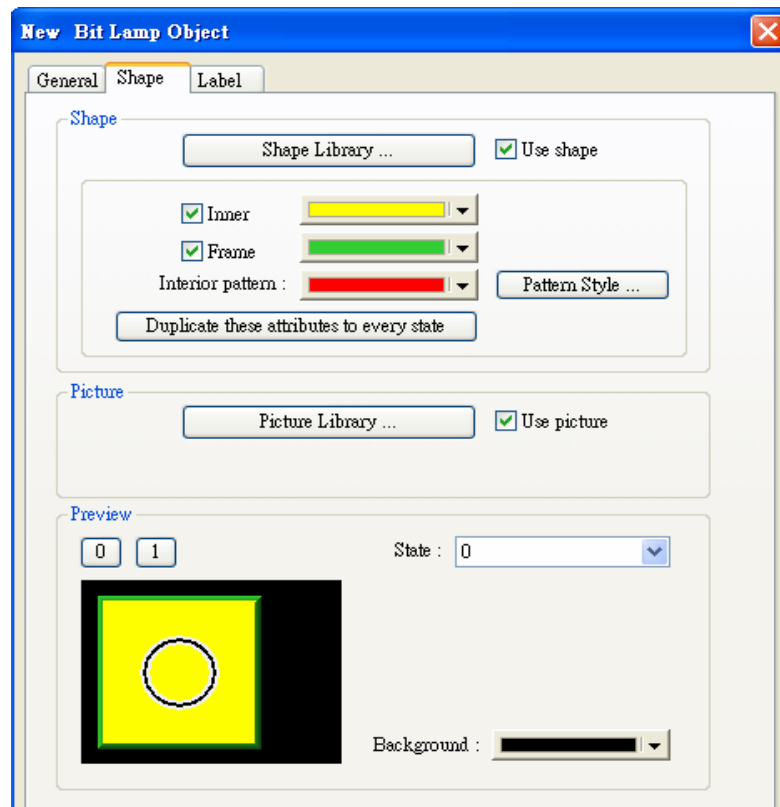 New Bit Lamp Object
General Shape Label
Shape
Shape Library ... Use shape
Inner
Frame
Interior pattern : Pattern Style ...
Duplicate these attributes to every state
Picture
Picture Library ... Use picture
Preview
0 1 State : 0
Background :